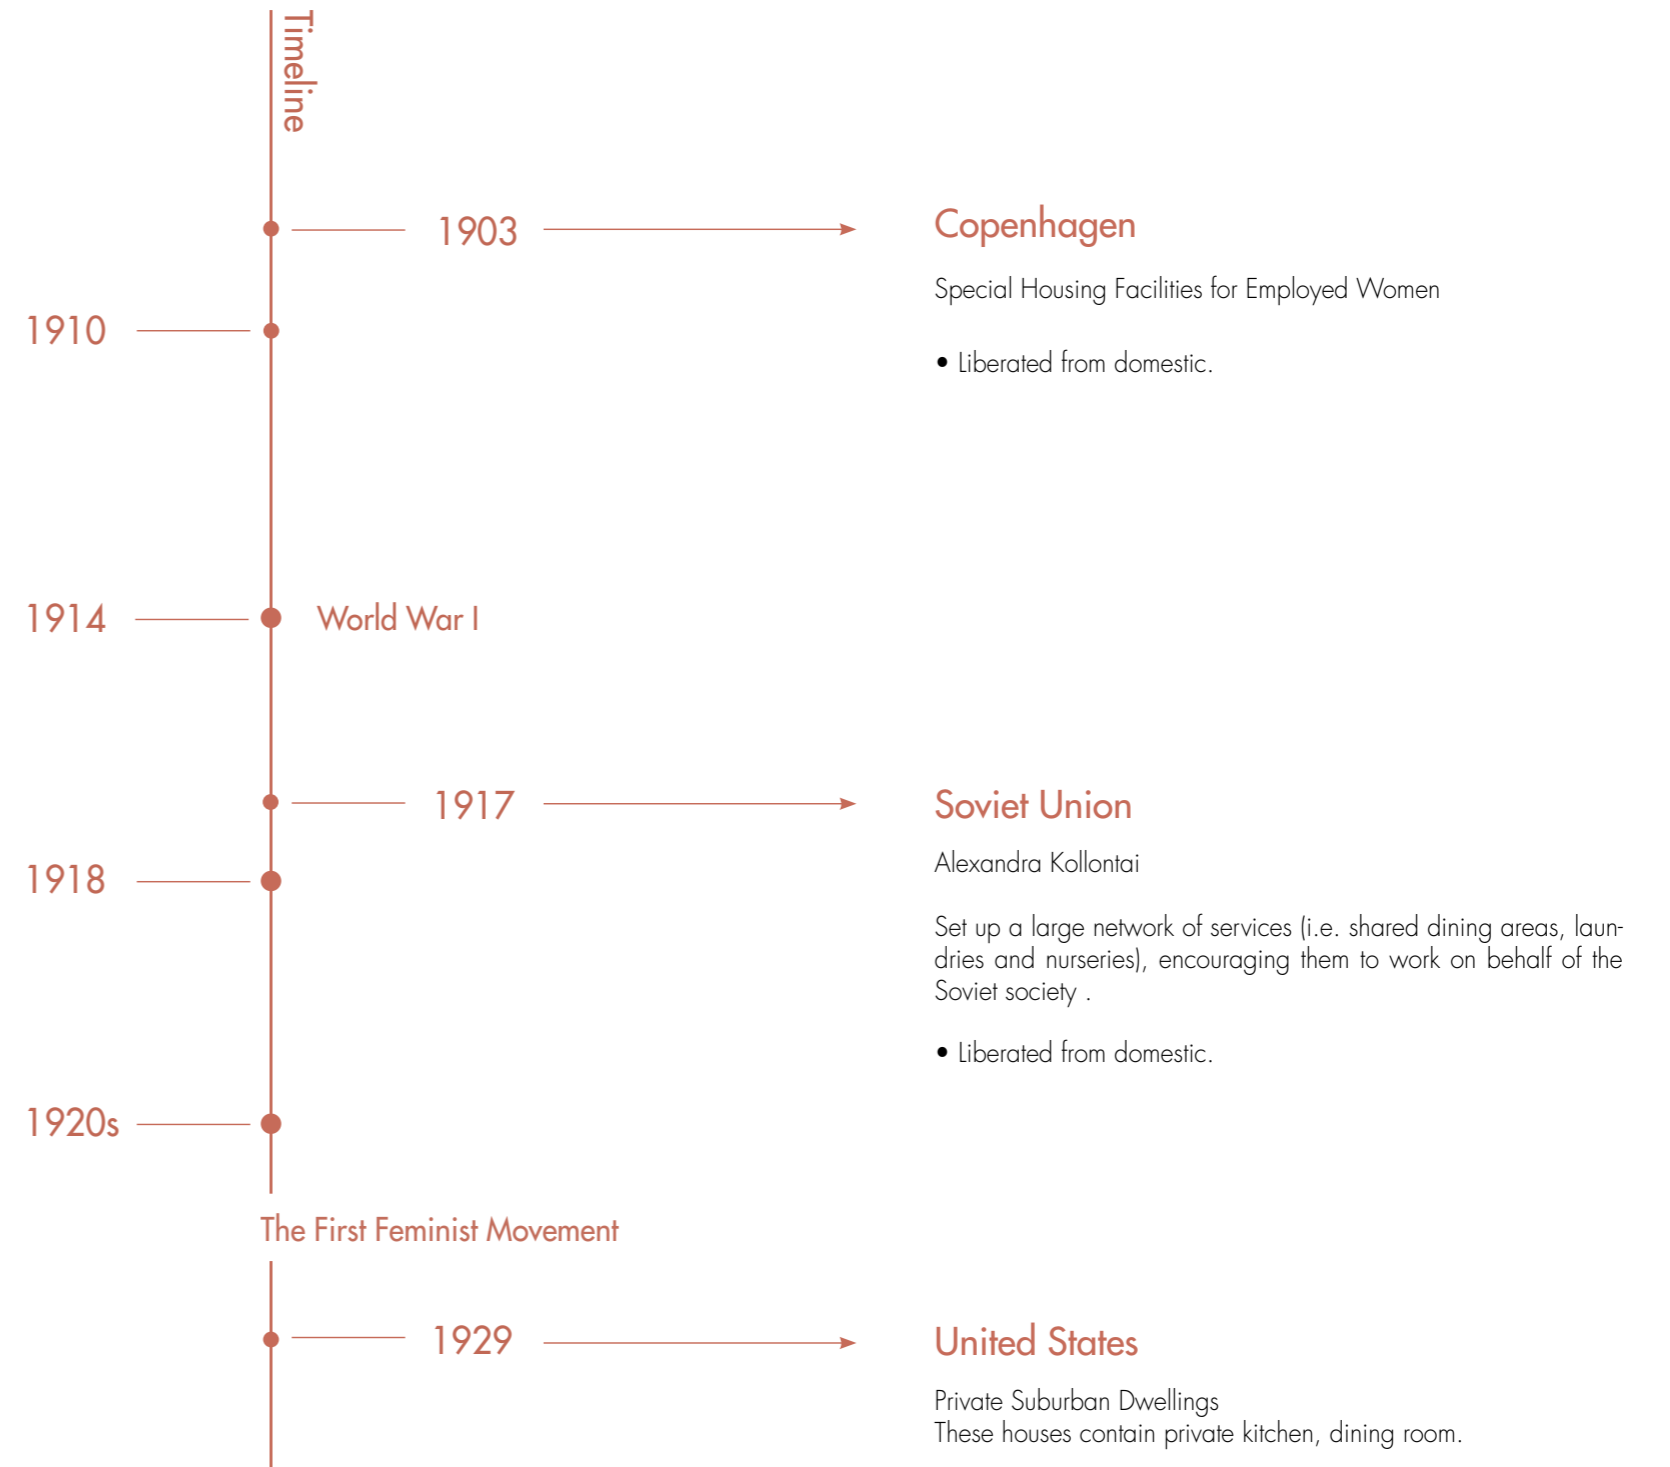 Timeline
1903
Copenhagen
Special Housing Facilities for Employed Women
• Liberated from domestic.
1910
1914
World War I
1917
Soviet Union
Alexandra Kollontai
Set up a large network of services (i.e. shared dining areas, laun-
dries and nurseries), encouraging them to work on behalf of the
Soviet society .
• Liberated from domestic.
1918
1920s
The First Feminist Movement
1929
United States
Private Suburban Dwellings
These houses contain private kitchen, dining room.